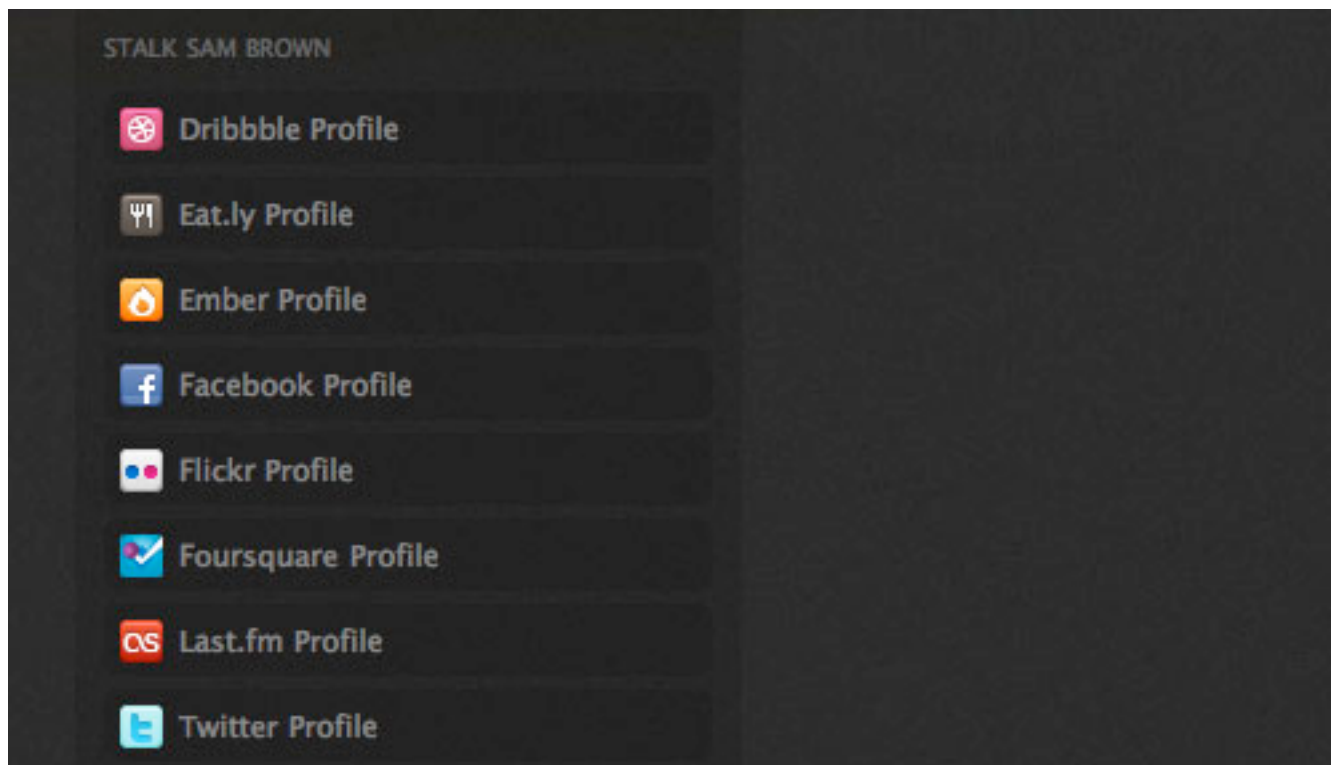 STALK SAM BROWN
Dribbble Profile
Eat.ly Profile
Ember Profile
Facebook Profile
Flickr Profile
Foursquare Profile
Last.fm Profile
Twitter Profile